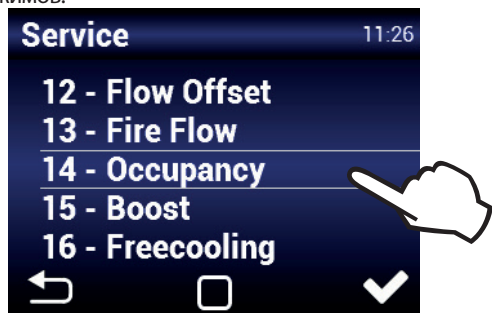 Service 11:26
12 - Flow Offset
13 - Fire Flow
14 - Occupancy
15 - Boost
16 - Freecooling